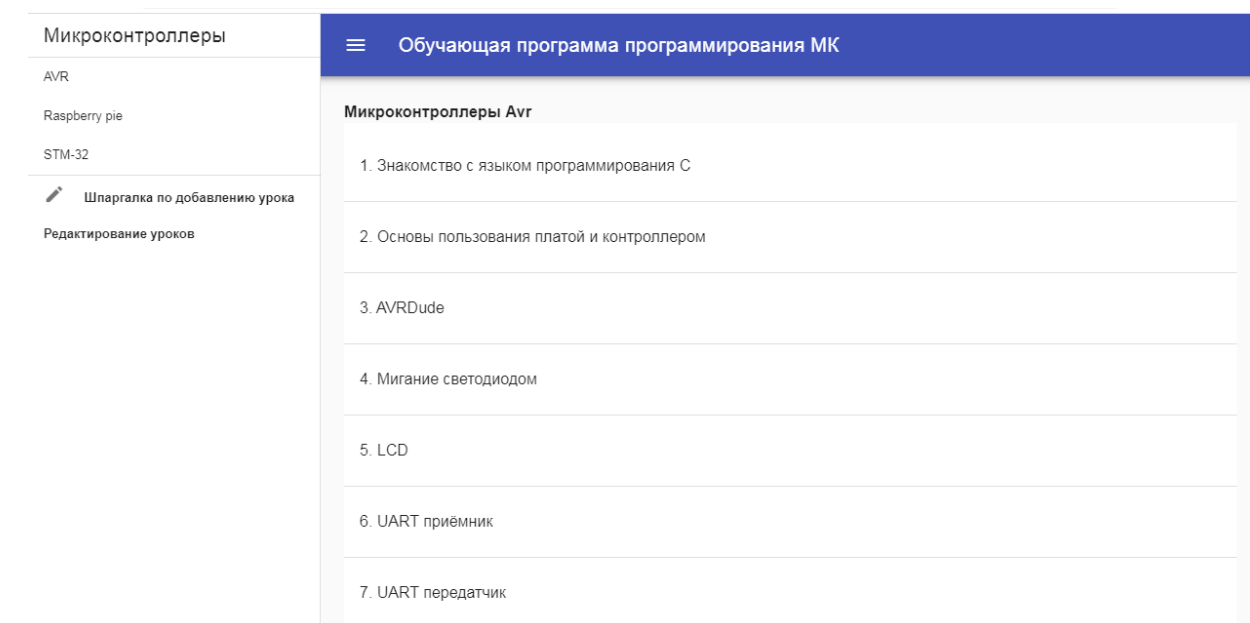 Микроконтроллеры
AVR
Raspberry pie
STM-32
Шпаргалка по добавлению урока
Редактирование уроков
Обучающая программа программирования МК
Микроконтроллеры Avr
1. Знакомство с языком программирования С
2. Основы пользования платой и контроллером
3. AVRDude
4. Мигание светодиодом
5. LCD
6. UART приёмник
7. UART передатчик